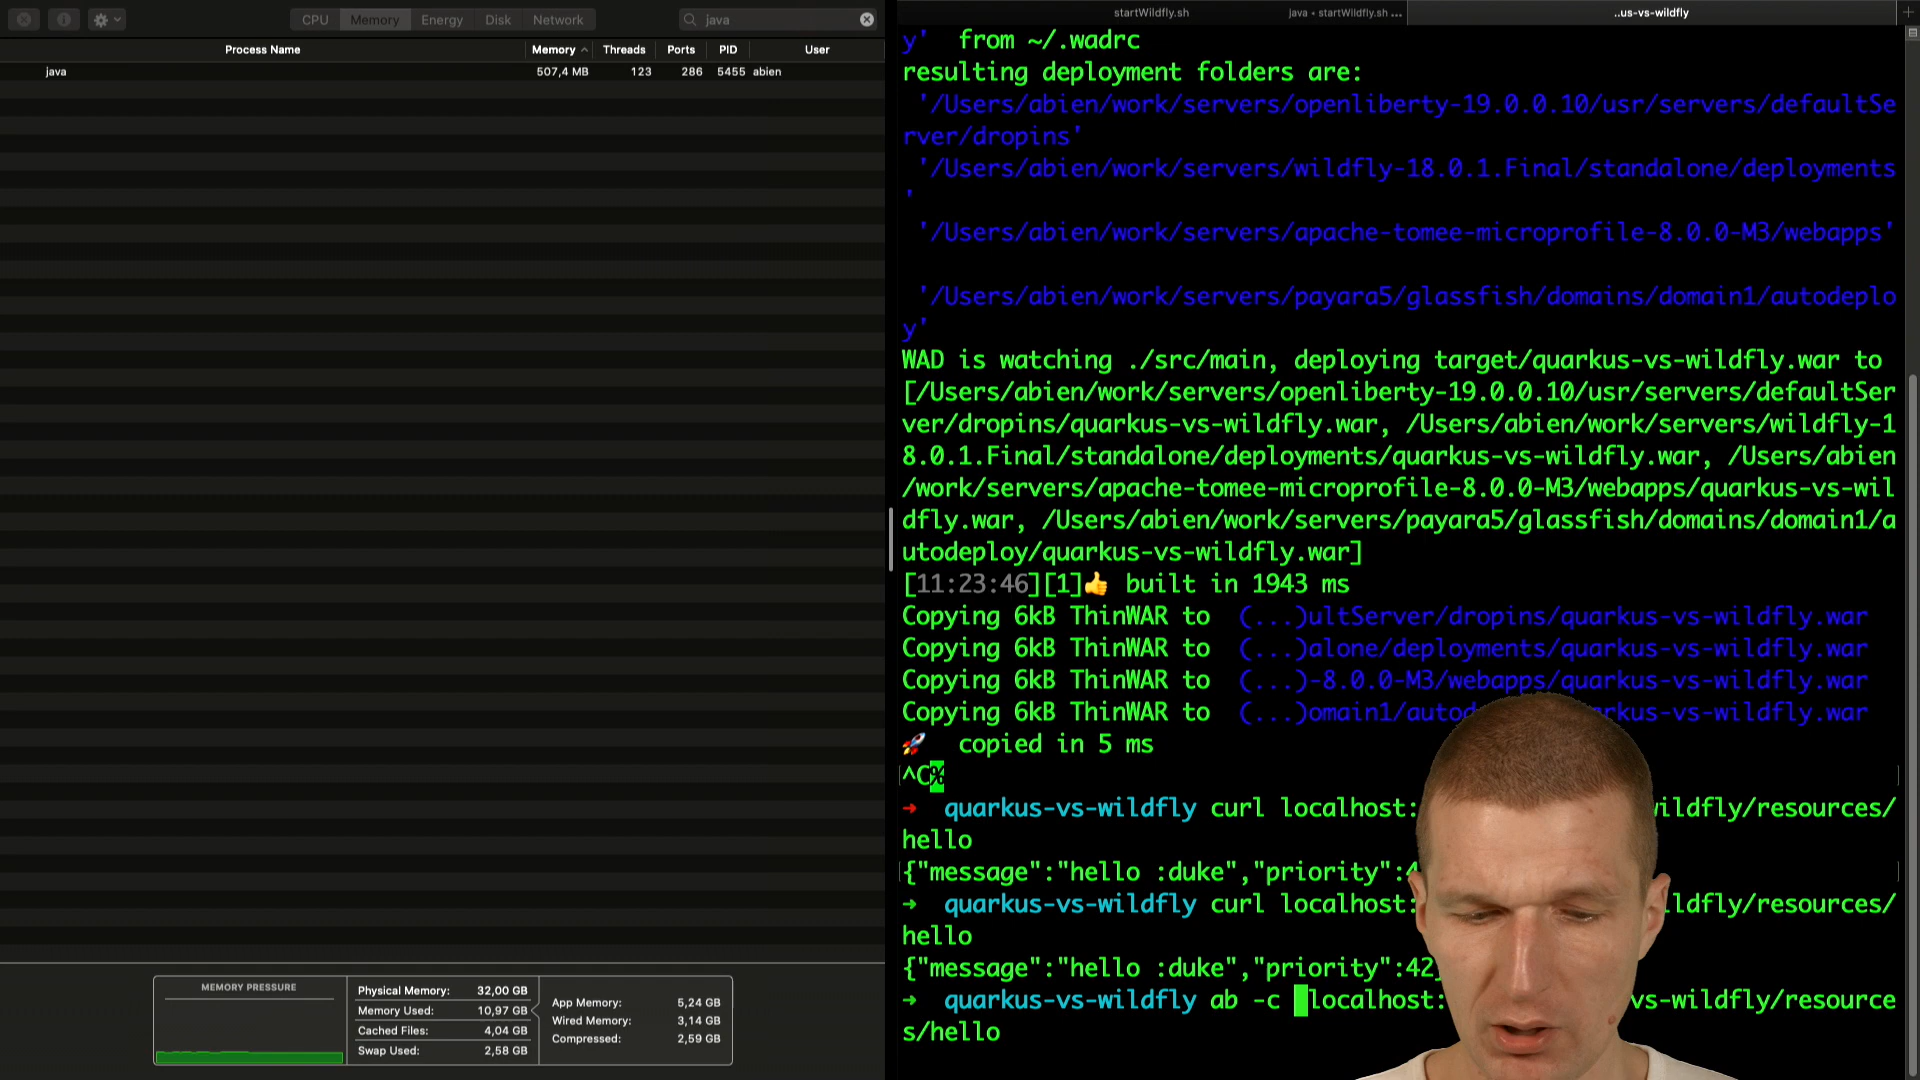 CPU Memory Energy Disk Network java
Process Name Memory Threads Ports PID User
java 507,4 MB 123 286 5455 abien
MEMORY PRESSURE
Physical Memory: 32,00 GB
Memory Used: 10,97 GB
Cached Files: 4,04 GB
Swap Used: 2,58 GB
App Memory: 5,24 GB
Wired Memory: 3,14 GB
Compressed: 2,59 GB
startWildfly.sh java • startWildfly.sh ... ..us-vs-wildfly
y' from ~/.wadrc
resulting deployment folders are:
'/Users/abien/work/servers/openliberty-19.0.0.10/usr/servers/defaultSe
rver/dropins'
'/Users/abien/work/servers/wildfly-18.0.1.Final/standalone/deployments
'
'/Users/abien/work/servers/apache-tomee-microprofile-8.0.0-M3/webapps'
'/Users/abien/work/servers/payara5/glassfish/domains/domain1/autodeplo
y'
WAD is watching ./src/main, deploying target/quarkus-vs-wildfly.war to
[/Users/abien/work/servers/openliberty-19.0.0.10/usr/servers/defaultSer
ver/dropins/quarkus-vs-wildfly.war, /Users/abien/work/servers/wildfly-1
8.0.1.Final/standalone/deployments/quarkus-vs-wildfly.war, /Users/abien
/work/servers/apache-tomee-microprofile-8.0.0-M3/webapps/quarkus-vs-wil
dfly.war, /Users/abien/work/servers/payara5/glassfish/domains/domain1/a
utodeploy/quarkus-vs-wildfly.war]
[11:23:46][1]👍 built in 1943 ms
Copying 6kB ThinWAR to (...)ultServer/dropins/quarkus-vs-wildfly.war
Copying 6kB ThinWAR to (...)alone/deployments/quarkus-vs-wildfly.war
Copying 6kB ThinWAR to (...)-8.0.0-M3/webapps/quarkus-vs-wildfly.war
Copying 6kB ThinWAR to (...)omain1/autod rkus-vs-wildfly.war
🚀 copied in 5 ms
^C%
➜ quarkus-vs-wildfly curl localhost: ildfly/resources/
hello
{"message":"hello :duke","priority":4
➜ quarkus-vs-wildfly curl localhost: ldfly/resources/
hello
{"message":"hello :duke","priority":42
➜ quarkus-vs-wildfly ab -c localhost: vs-wildfly/resource
s/hello